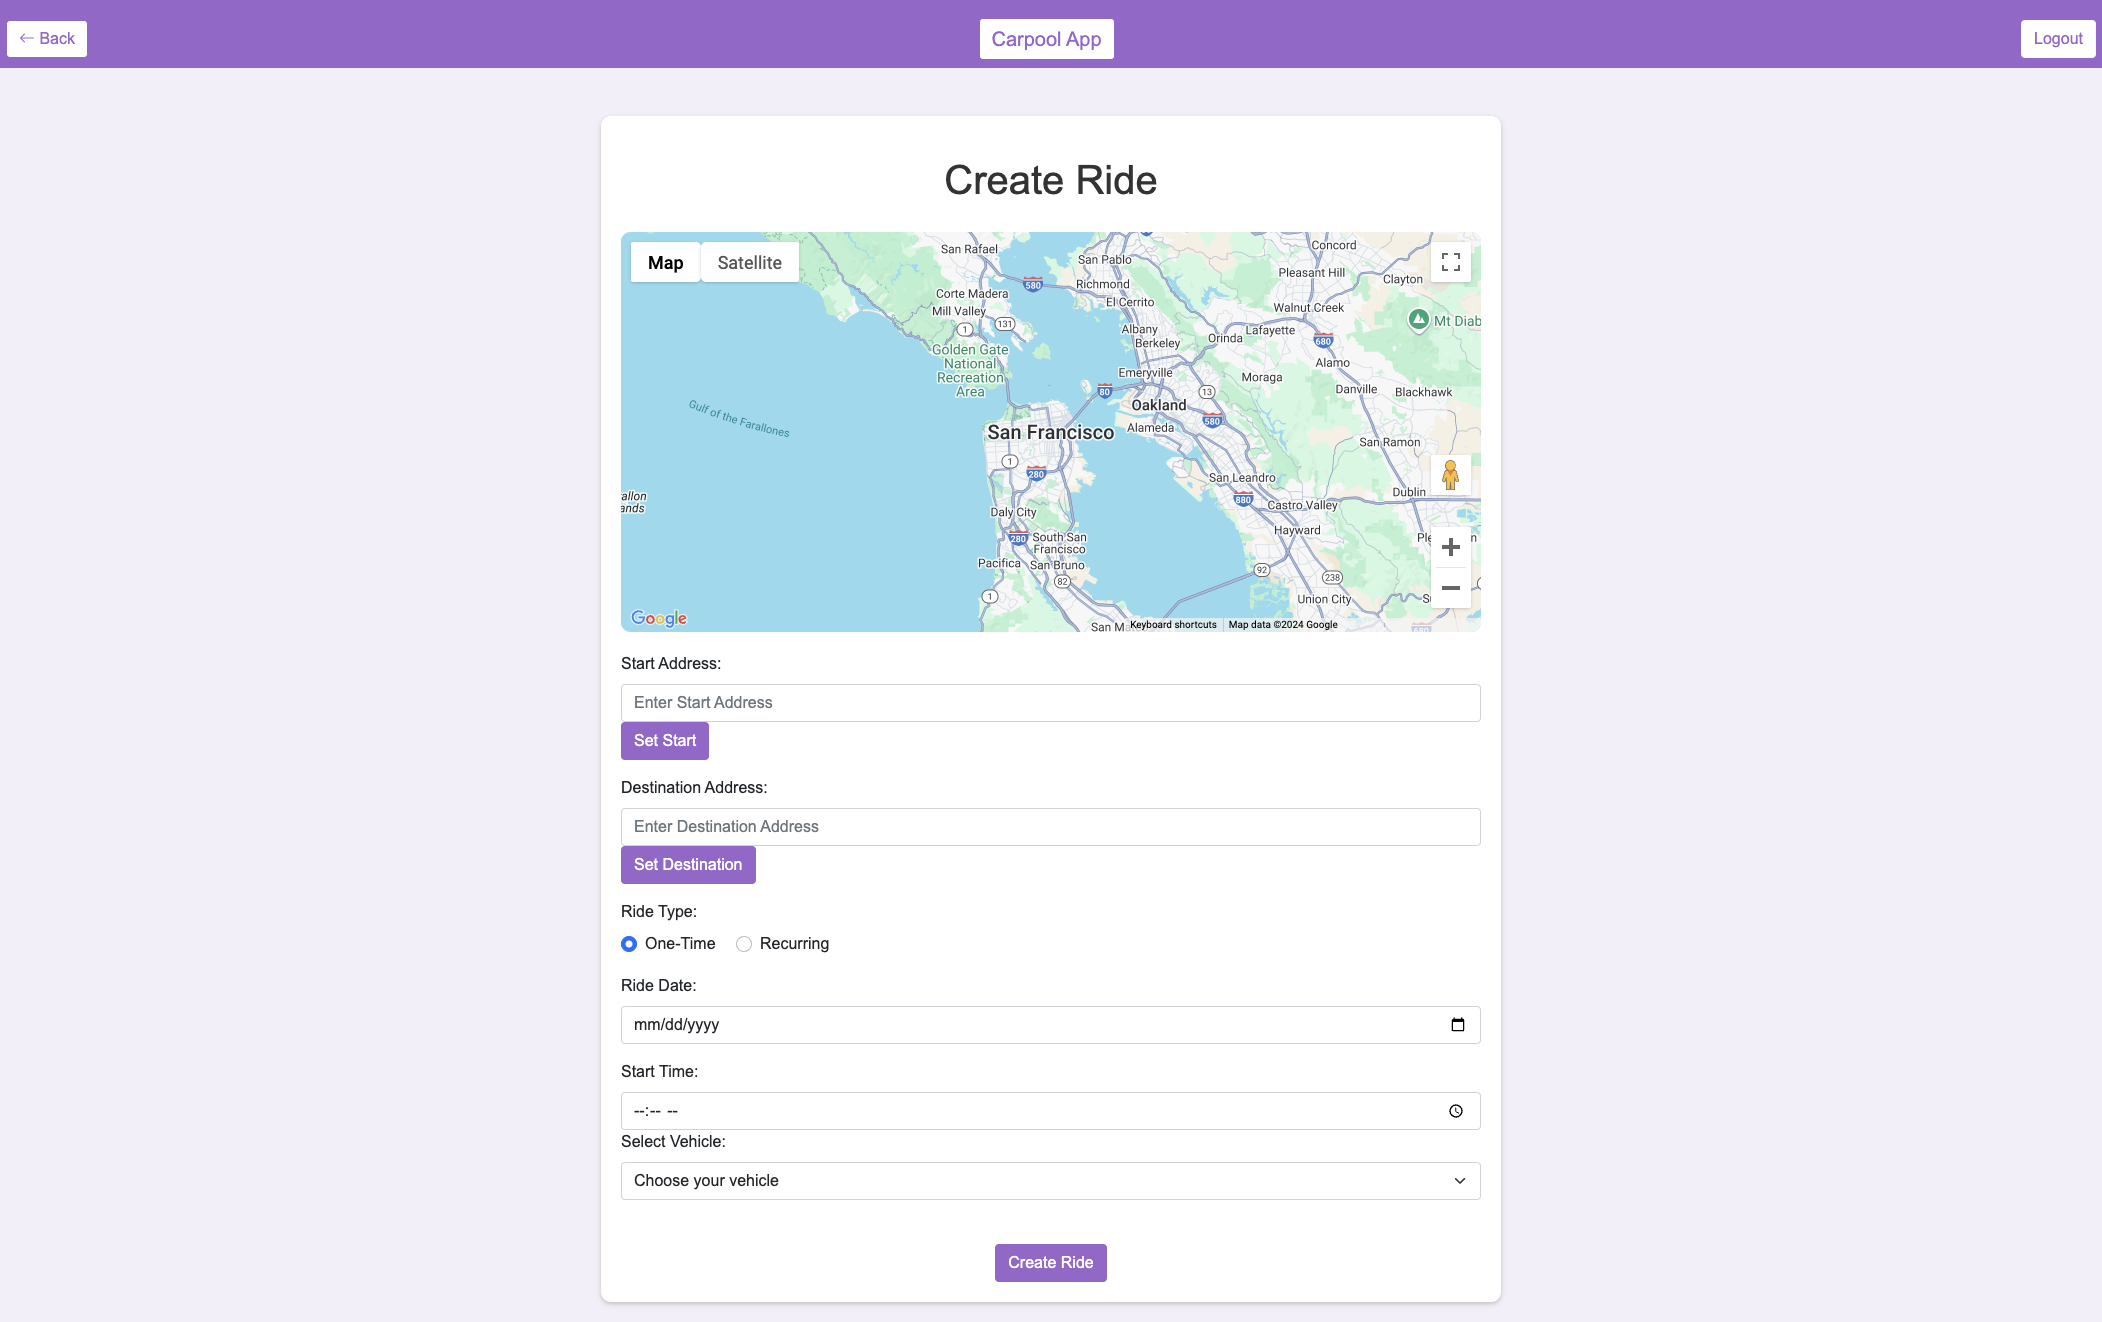 ← Back
Carpool App
Logout
Create Ride
Map
Satellite
San Rafael
San Pablo
Concord
Pleasant Hill
Clayton
Richmond
580
Corte Madera
El Cerrito
Mill Valley
Walnut Creek
1
131
Albany
Lafayette
Mt Diab
Berkeley
Orinda
680
Golden Gate
National
Recreation
Area
Alamo
Emeryville
Moraga
80
13
Danville
Blackhawk
Oakland
Gulf of the Farallones
580
Alameda
San Francisco
San Ramon
1
280
San Leandro
Dublin
allon
ands
880
Castro Valley
Daly City
Hayward
280
South San
Francisco
Pacifica
San Bruno
92
82
238
1
Union City
Google
San M
Keyboard shortcuts
Map data ©2024 Google
680
Start Address:
Enter Start Address
Set Start
Destination Address:
Enter Destination Address
Set Destination
Ride Type:
One-Time
Recurring
Ride Date:
mm/dd/yyyy
Start Time:
--:-- --
Select Vehicle:
Choose your vehicle
Create Ride